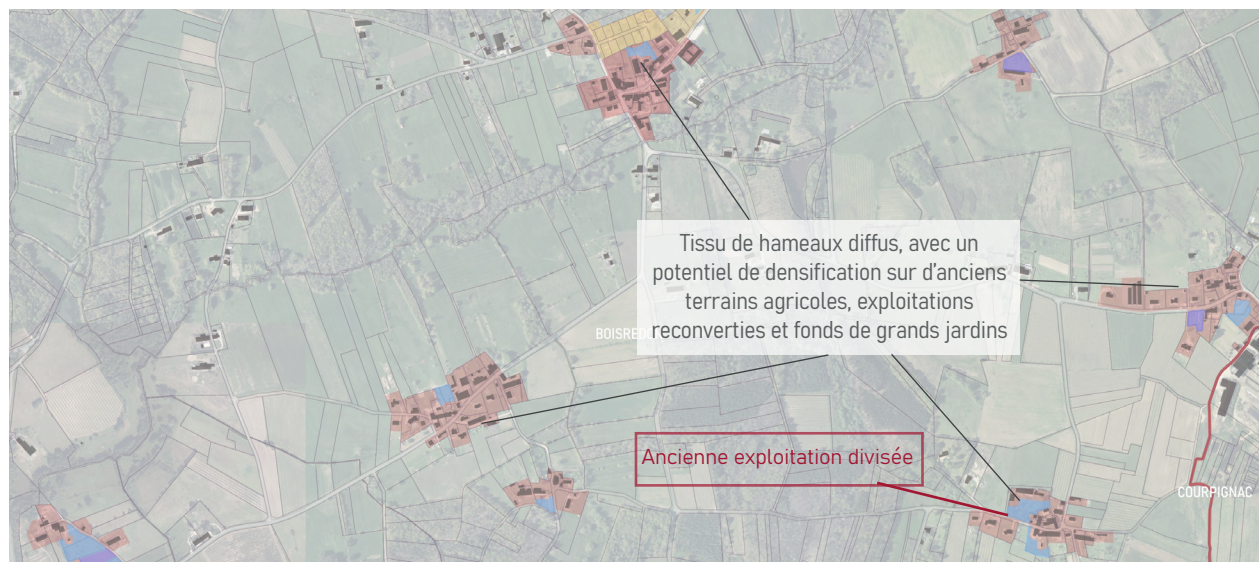 Tissu de hameaux diffus, avec un
potentiel de densification sur d'anciens
terrains agricoles, exploitations
reconverties et fonds de grands jardins
BOISRED
Ancienne exploitation divisée
COURPIGNAC